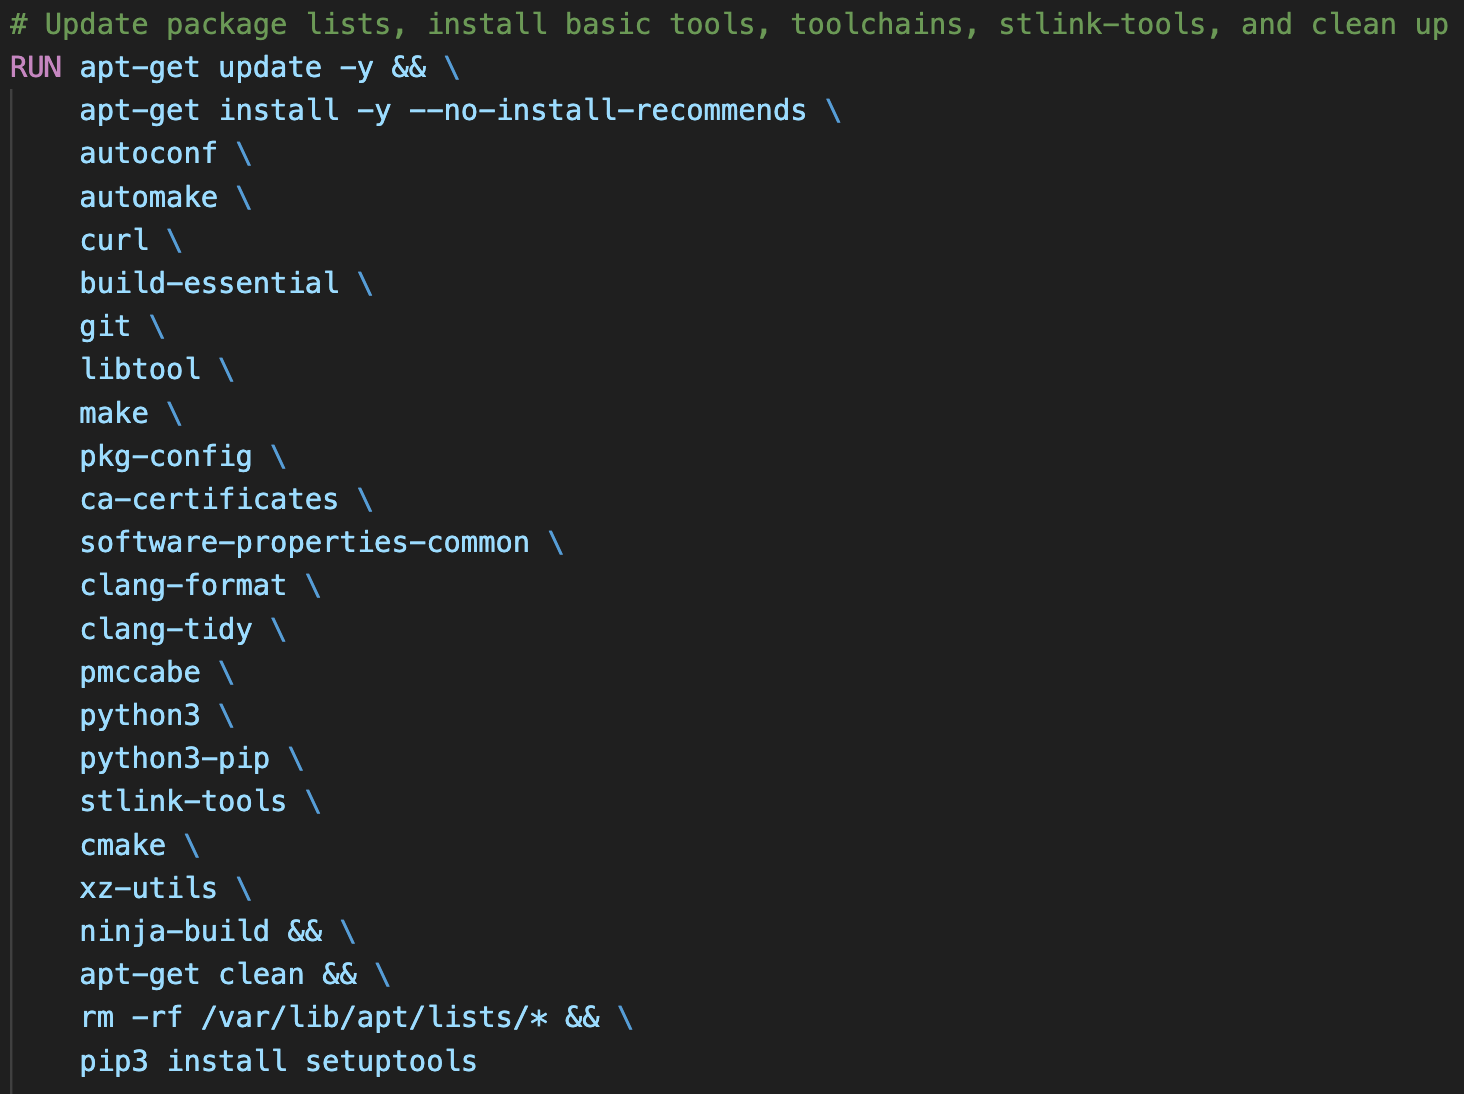 # Update package lists, install basic tools, toolchains, stlink-tools, and clean up
RUN apt-get update -y && \
    apt-get install -y --no-install-recommends \
    autoconf \
    automake \
    curl \
    build-essential \
    git \
    libtool \
    make \
    pkg-config \
    ca-certificates \
    software-properties-common \
    clang-format \
    clang-tidy \
    pmccabe \
    python3 \
    python3-pip \
    stlink-tools \
    cmake \
    xz-utils \
    ninja-build && \
    apt-get clean && \
    rm -rf /var/lib/apt/lists/* && \
    pip3 install setuptools